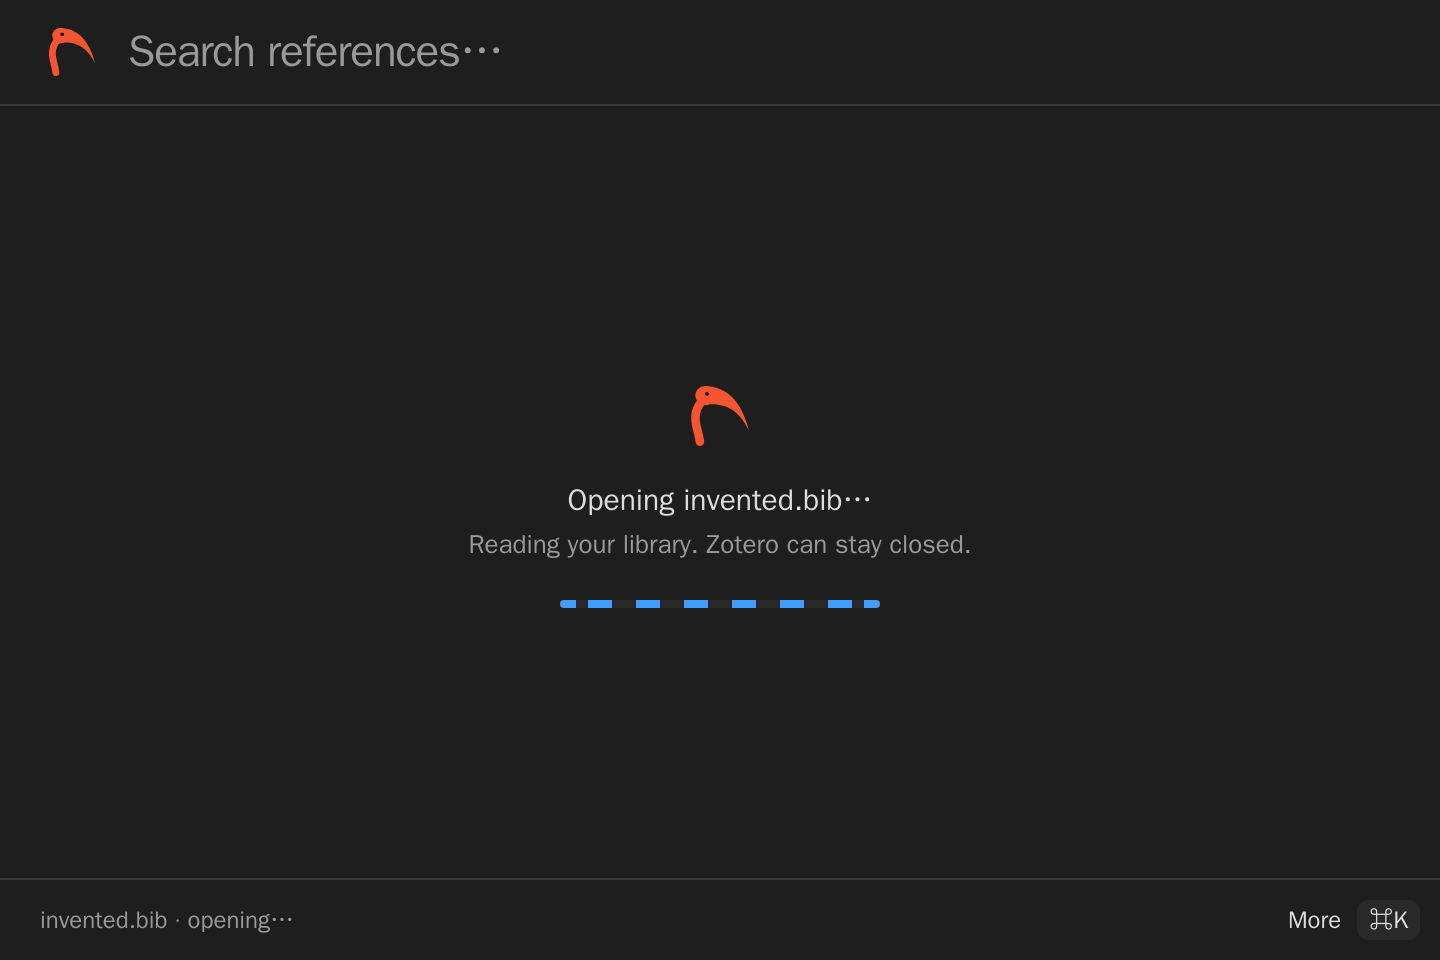 Search references⋯
Opening invented.bib⋯
Reading your library. Zotero can stay closed.
invented.bib · opening⋯
More ⌘K